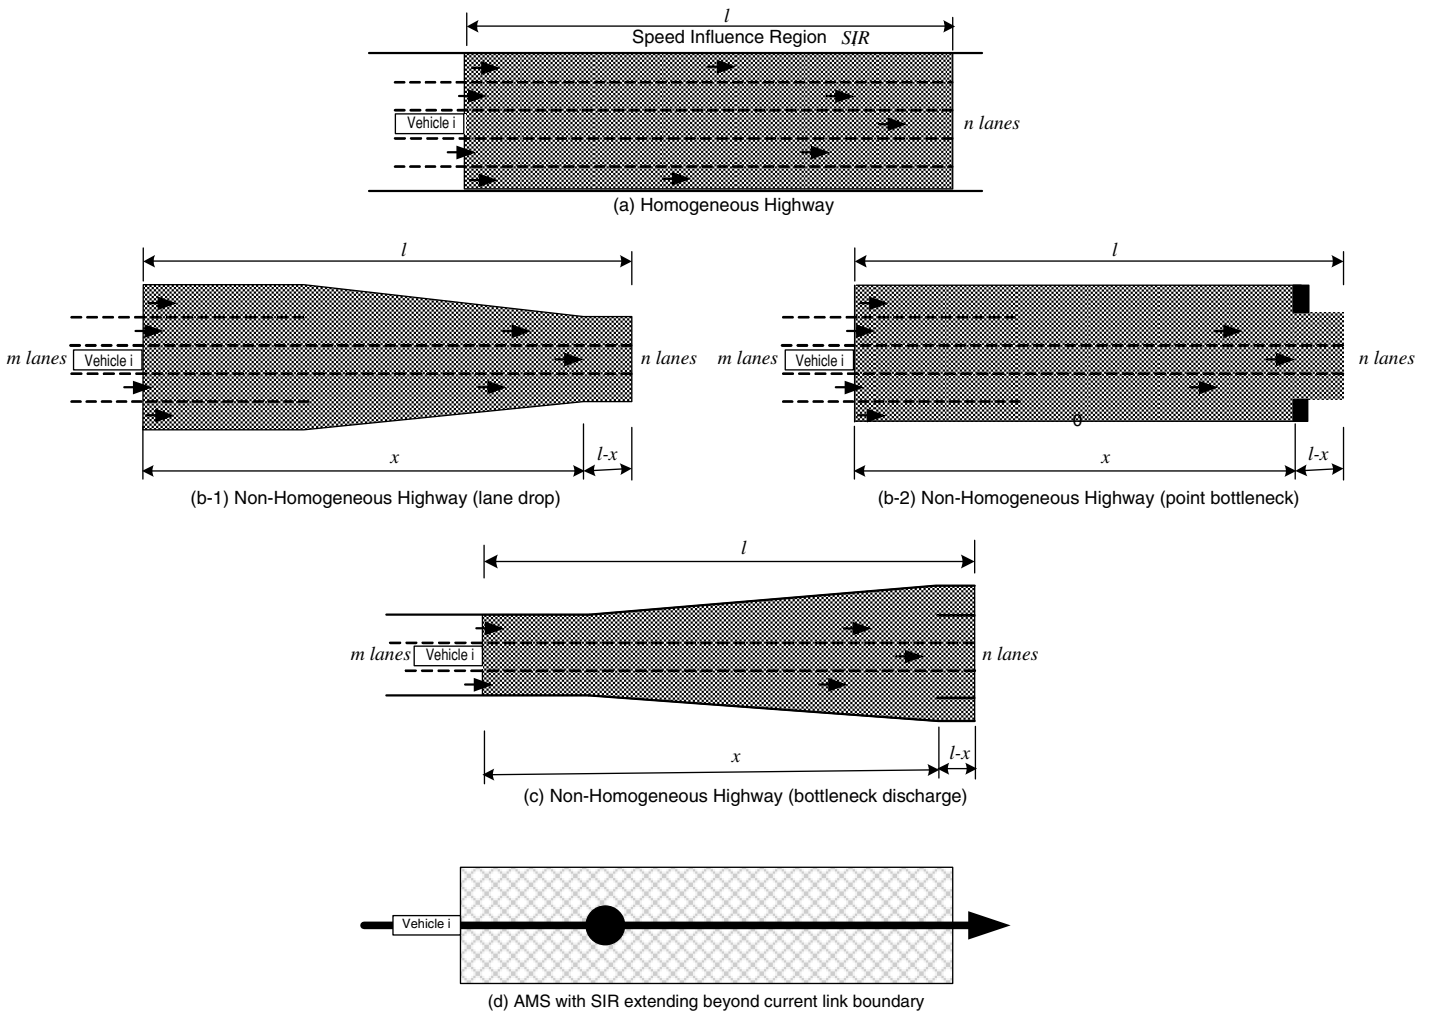 l
Speed Influence Region SIR
Vehicle i
n lanes
(a) Homogeneous Highway
l
m lanes
Vehicle i
n lanes
x
l-x
(b-1) Non-Homogeneous Highway (lane drop)
l
m lanes
Vehicle i
n lanes
0
x
l-x
(b-2) Non-Homogeneous Highway (point bottleneck)
l
m lanes
Vehicle i
n lanes
x
l-x
(c) Non-Homogeneous Highway (bottleneck discharge)
Vehicle i
(d) AMS with SIR extending beyond current link boundary